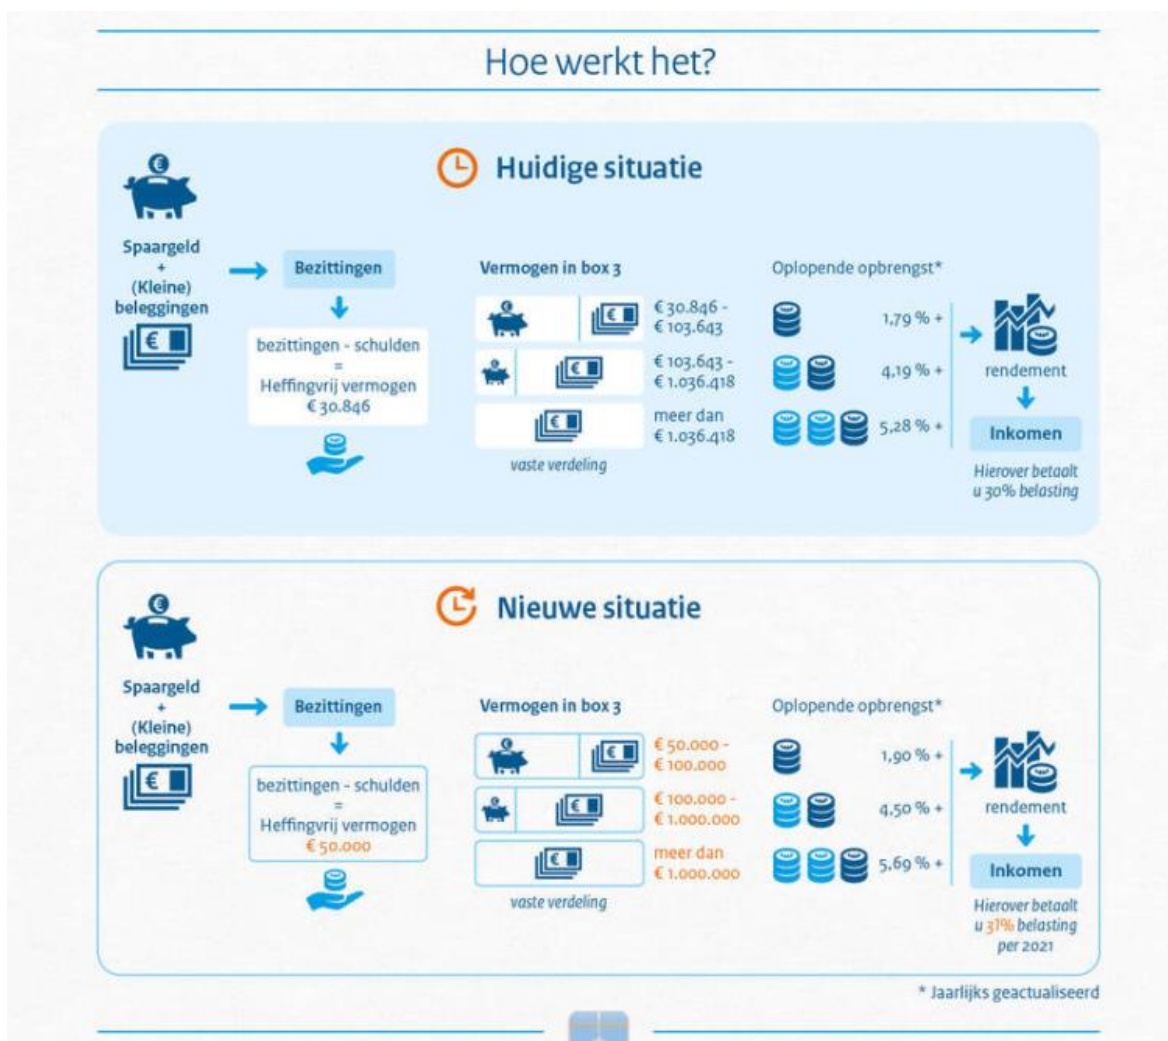 Hoe werkt het?
Huidige situatie
Spaargeld
+
(Kleine)
beleggingen
Bezittingen
bezittingen - schulden
=
Heffingvrij vermogen
€ 30.846
Vermogen in box 3
€ 30.846 -
€ 103.643
€ 103.643 -
€ 1.036.418
meer dan
€ 1.036.418
vaste verdeling
Oplopende opbrengst*
1,79 % +
4,19 % +
5,28 % +
rendement
Inkomen
Hierover betaalt
u 30% belasting
Nieuwe situatie
Spaargeld
+
(Kleine)
beleggingen
Bezittingen
bezittingen - schulden
=
Heffingvrij vermogen
€ 50.000
Vermogen in box 3
€ 50.000 -
€ 100.000
€ 100.000 -
€ 1.000.000
meer dan
€ 1.000.000
vaste verdeling
Oplopende opbrengst*
1,90 % +
4,50 % +
5,69 % +
rendement
Inkomen
Hierover betaalt
u 31% belasting
per 2021
* Jaarlijks geactualiseerd